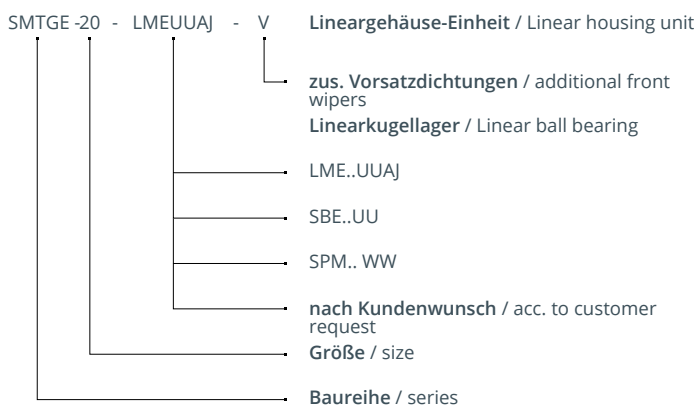 SMTGE -20 - LMEUUAJ - V Lineargehäuse-Einheit / Linear housing unit
zus. Vorsatzdichtungen / additional front
wipers
Linearkugellager / Linear ball bearing
LME..UUAJ
SBE..UU
SPM.. WW
nach Kundenwunsch / acc. to customer
request
Größe / size
Baureihe / series